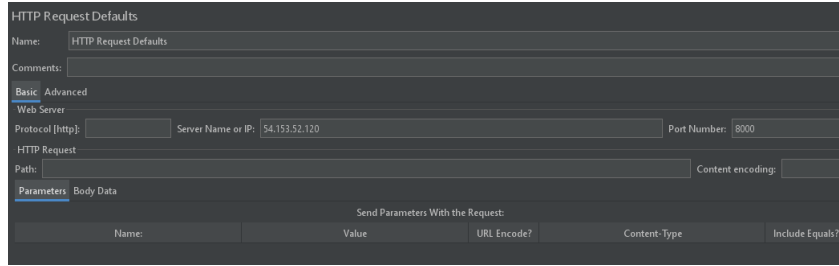 HTTP Request Defaults
Name: HTTP Request Defaults
Comments:
Basic Advanced
Web Server
Protocol [http]: Server Name or IP: 54.153.52.120 Port Number: 8000
HTTP Request
Path: Content encoding:
Parameters Body Data
Send Parameters With the Request:
Name: Value URL Encode? Content-Type Include Equals?